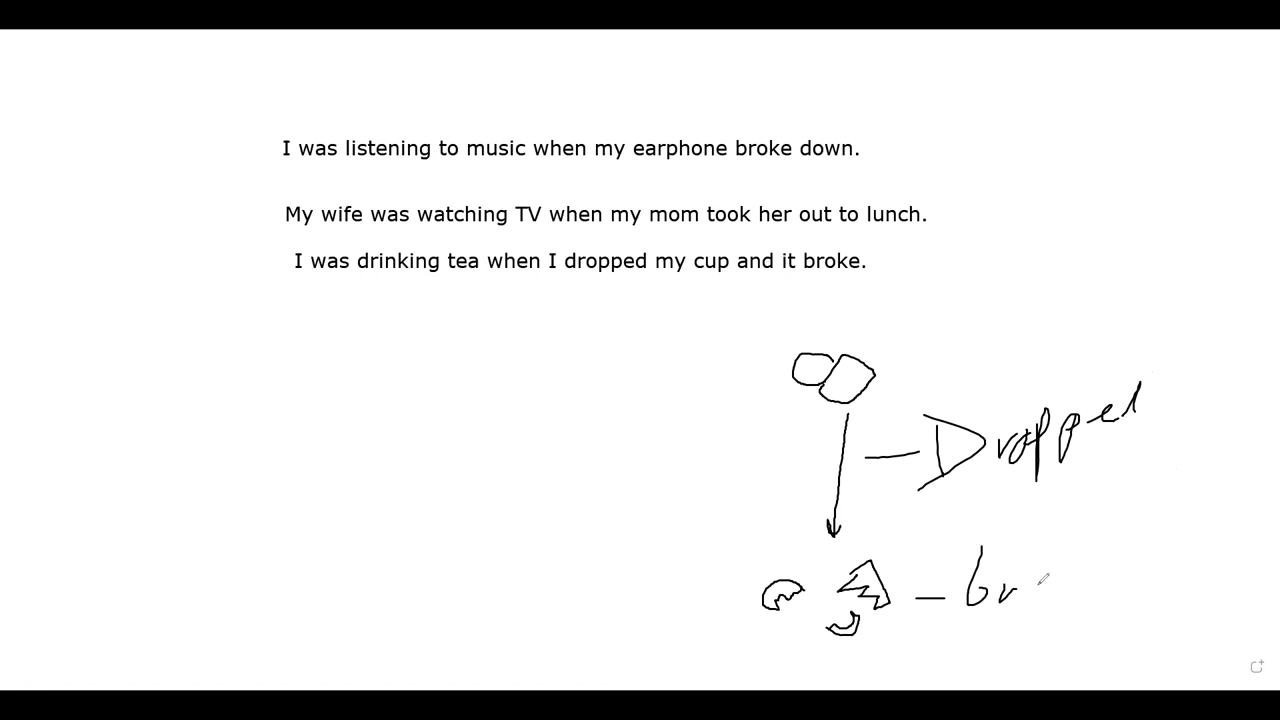 I was listening to music when my earphone broke down.
My wife was watching TV when my mom took her out to lunch.
I was drinking tea when I dropped my cup and it broke.
Dropped
br